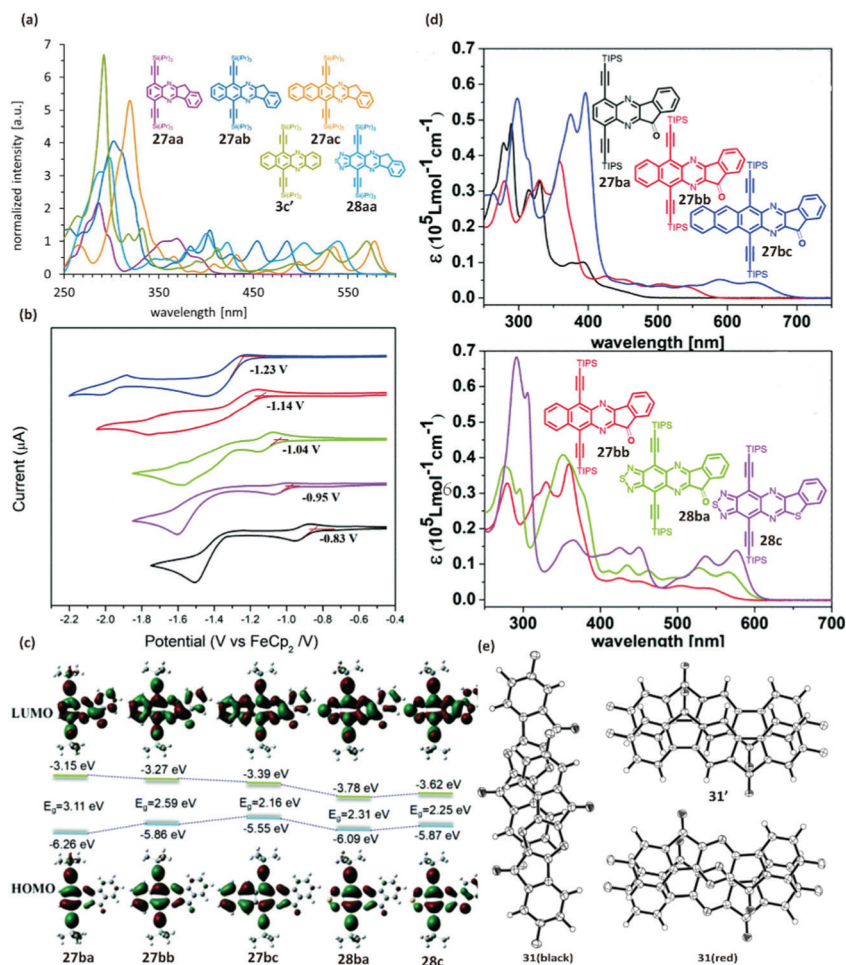 (a)
normalized intensity [a.u.]
7
6
5
4
3
2
1
0
250 350 450 550
wavelength [nm]
Si(iPr)3 Si(iPr)3 Si(iPr)3
N N N
N N N
Si(iPr)3 Si(iPr)3 Si(iPr)3
27aa 27ab 27ac
Si(iPr)3 Si(iPr)3
N N N
N N N
Si(iPr)3 Si(iPr)3
3c' 28aa
(b)
Current (μA)
-1.23 V
-1.14 V
-1.04 V
-0.95 V
-0.83 V
-2.2 -2.0 -1.8 -1.6 -1.4 -1.2 -1.0 -0.8 -0.6 -0.4
Potential (V vs FeCp2 /V)
(c)
LUMO
-3.15 eV -3.27 eV -3.39 eV -3.78 eV -3.62 eV
Eg=3.11 eV Eg=2.59 eV Eg=2.16 eV Eg=2.31 eV Eg=2.25 eV
-6.26 eV -5.86 eV -5.55 eV -6.09 eV -5.87 eV
HOMO
27ba 27bb 27bc 28ba 28c
(d)
ε (10⁵Lmol⁻¹cm⁻¹)
0.7
0.6
0.5
0.4
0.3
0.2
0.1
0.0
300 400 500 600 700
wavelength [nm]
TIPS
N
N
O
TIPS
27ba
TIPS
N
N
O
TIPS
27bb
TIPS
N
N
O
TIPS
27bc
ε (10⁵Lmol⁻¹cm⁻¹)
0.7
0.6
0.5
0.4
0.3
0.2
0.1
0.0
300 400 500 600 700
wavelength [nm]
TIPS
N
N
O
TIPS
27bb
TIPS
N N
S
N N
O
TIPS
28ba
TIPS
N N
S
N N
S
TIPS
28c
6
(e)
31'
31(black)
31(red)